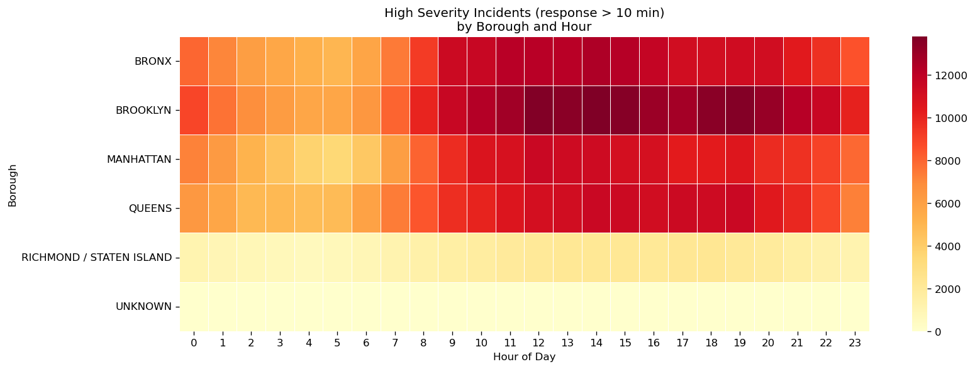 High Severity Incidents (response > 10 min)
by Borough and Hour
Borough
BRONX
BROOKLYN
MANHATTAN
QUEENS
RICHMOND / STATEN ISLAND
UNKNOWN
0 1 2 3 4 5 6 7 8 9 10 11 12 13 14 15 16 17 18 19 20 21 22 23
Hour of Day
12000
10000
8000
6000
4000
2000
0